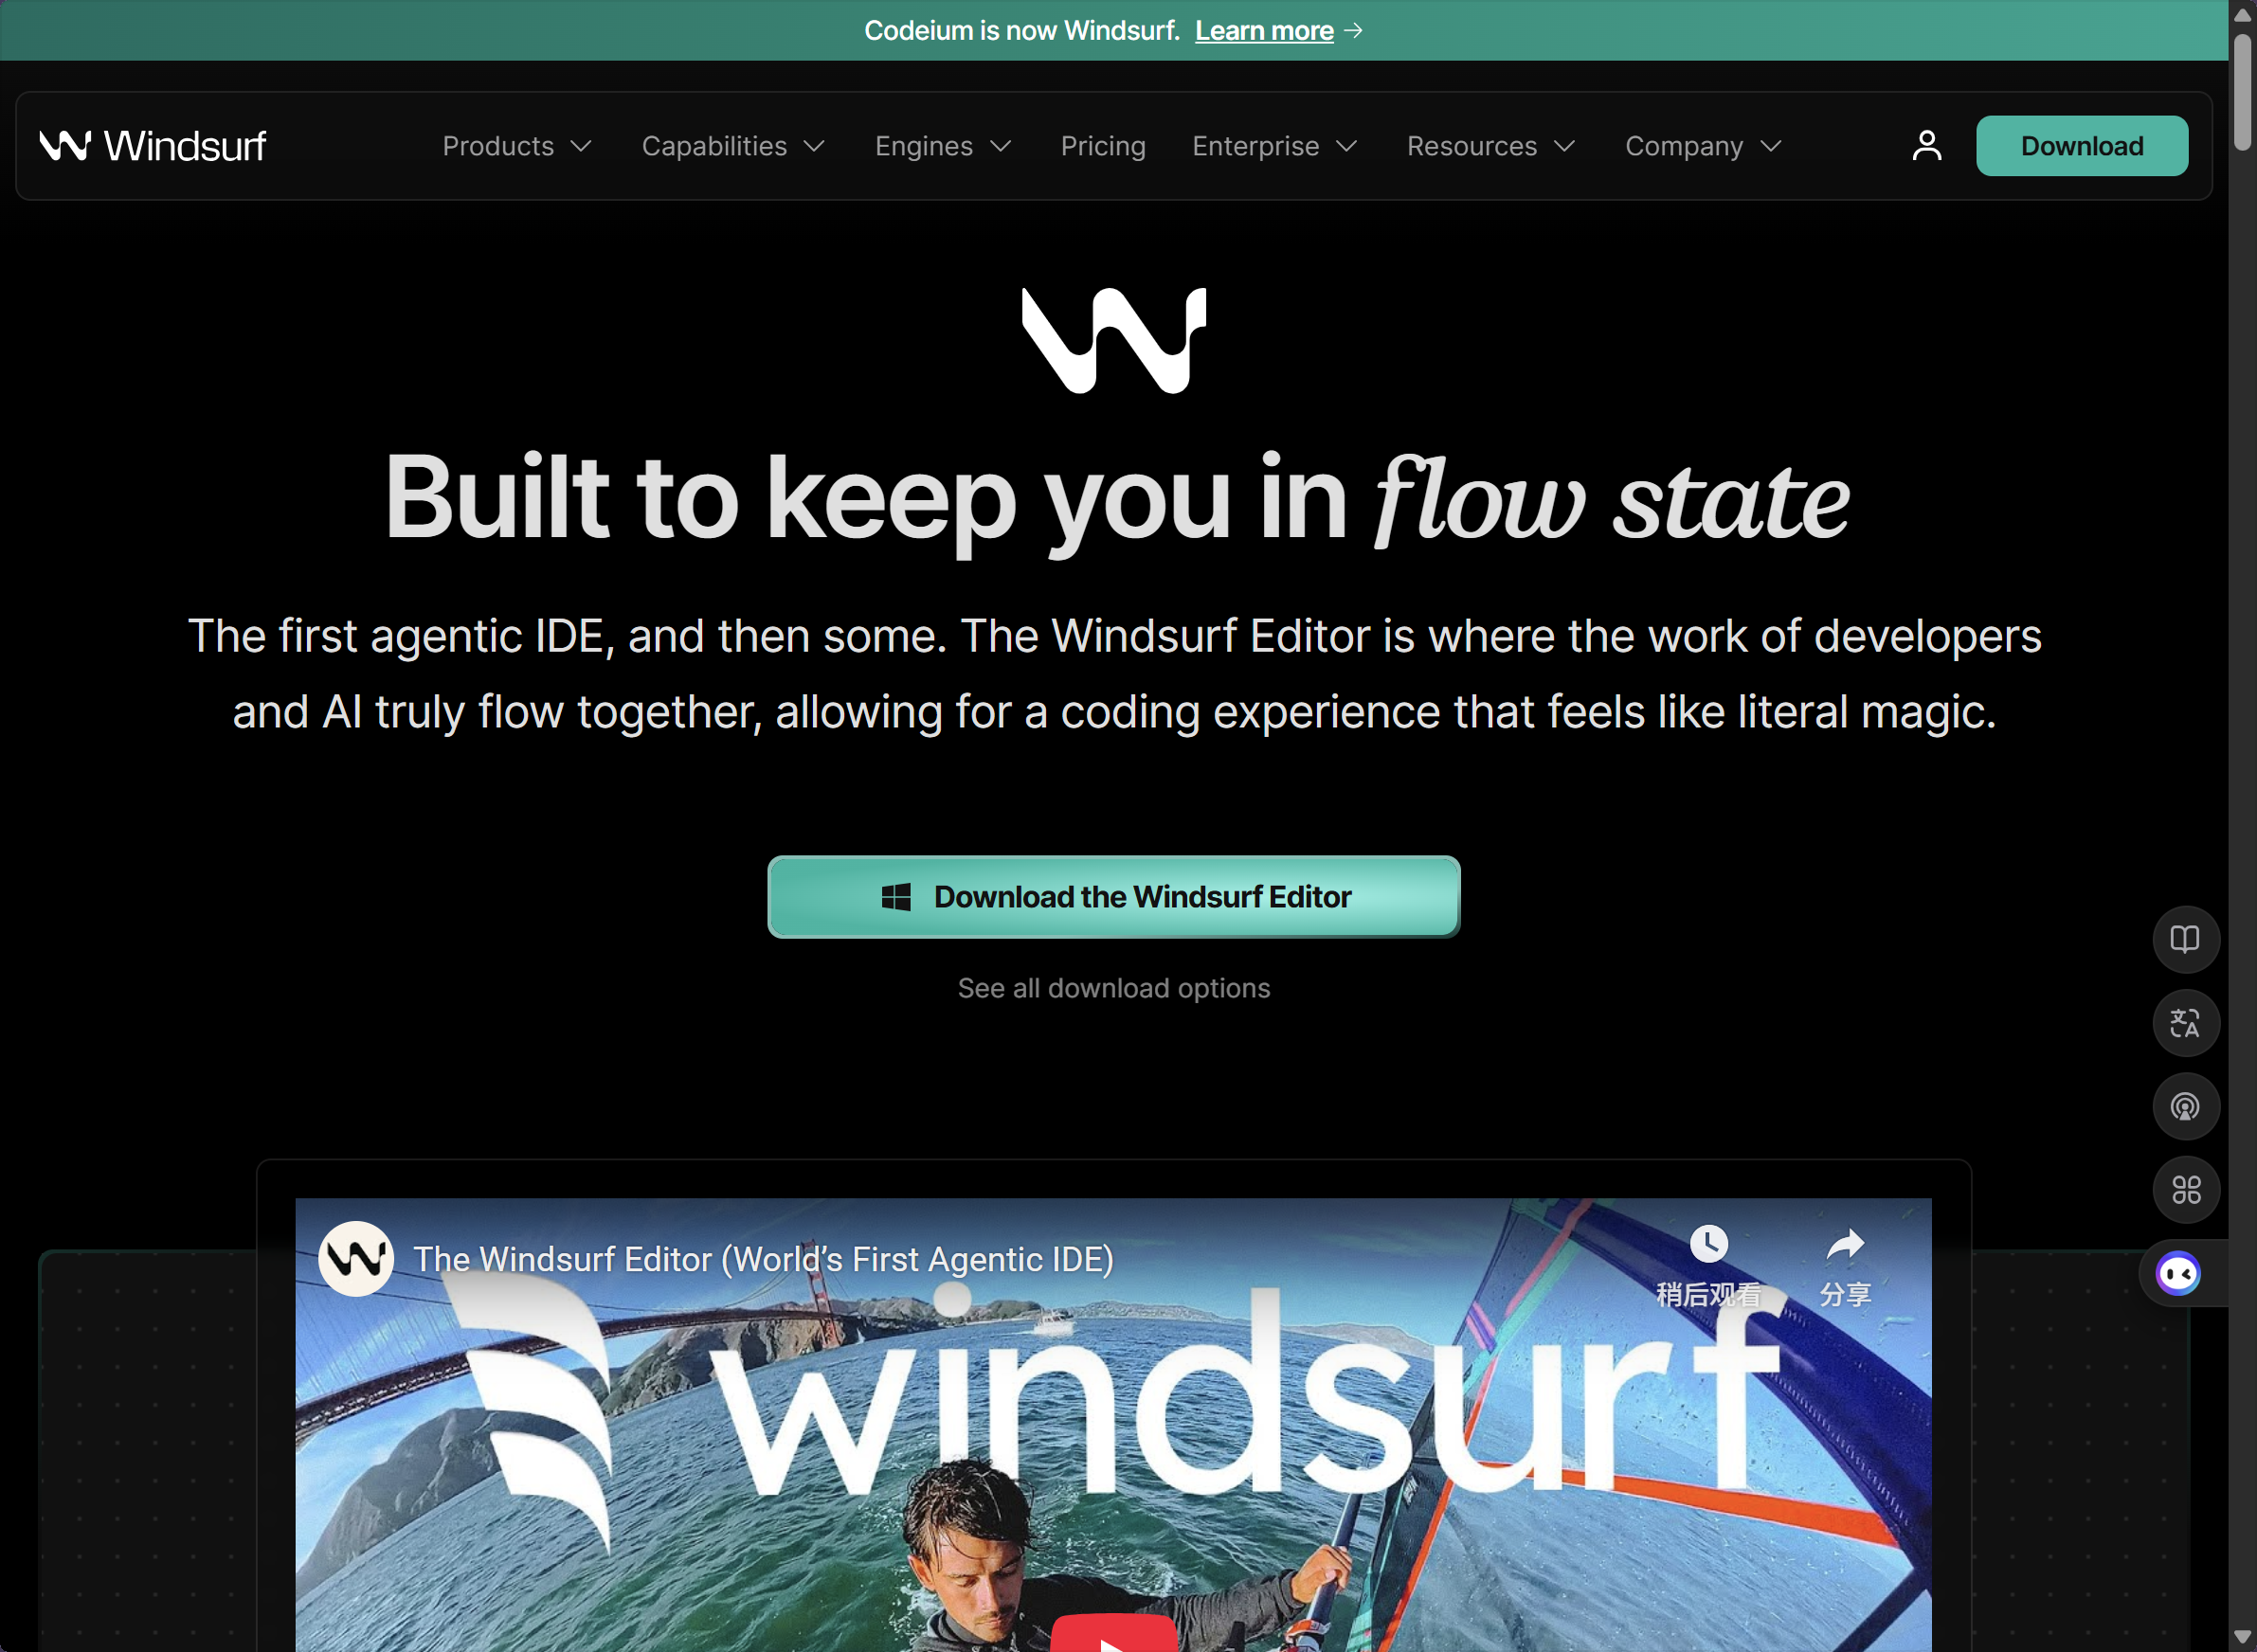 Codeium is now Windsurf. Learn more →
Windsurf
Products
Capabilities
Engines
Pricing
Enterprise
Resources
Company
Download
Built to keep you in flow state
The first agentic IDE, and then some. The Windsurf Editor is where the work of developers
and AI truly flow together, allowing for a coding experience that feels like literal magic.
Download the Windsurf Editor
See all download options
The Windsurf Editor (World’s First Agentic IDE)
稍后观看
分享
windsurf